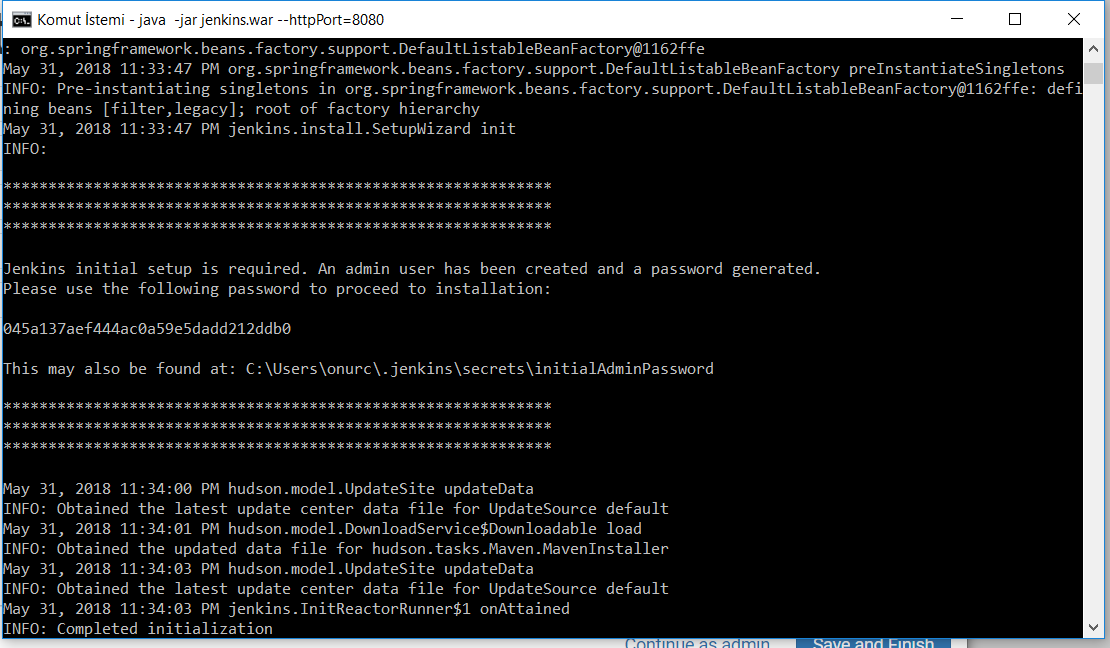 Komut İstemi - java -jar jenkins.war --httpPort=8080
: org.springframework.beans.factory.support.DefaultListableBeanFactory@1162ffe
May 31, 2018 11:33:47 PM org.springframework.beans.factory.support.DefaultListableBeanFactory preInstantiateSingletons
INFO: Pre-instantiating singletons in org.springframework.beans.factory.support.DefaultListableBeanFactory@1162ffe: defi
ning beans [filter,legacy]; root of factory hierarchy
May 31, 2018 11:33:47 PM jenkins.install.SetupWizard init
INFO:
*************************************************************
*************************************************************
*************************************************************
Jenkins initial setup is required. An admin user has been created and a password generated.
Please use the following password to proceed to installation:
045a137aef444ac0a59e5dadd212ddb0
This may also be found at: C:\Users\onurc\.jenkins\secrets\initialAdminPassword
*************************************************************
*************************************************************
*************************************************************
May 31, 2018 11:34:00 PM hudson.model.UpdateSite updateData
INFO: Obtained the latest update center data file for UpdateSource default
May 31, 2018 11:34:01 PM hudson.model.DownloadService$Downloadable load
INFO: Obtained the updated data file for hudson.tasks.Maven.MavenInstaller
May 31, 2018 11:34:03 PM hudson.model.UpdateSite updateData
INFO: Obtained the latest update center data file for UpdateSource default
May 31, 2018 11:34:03 PM jenkins.InitReactorRunner$1 onAttained
INFO: Completed initialization
Continue as admin
Save and Finish